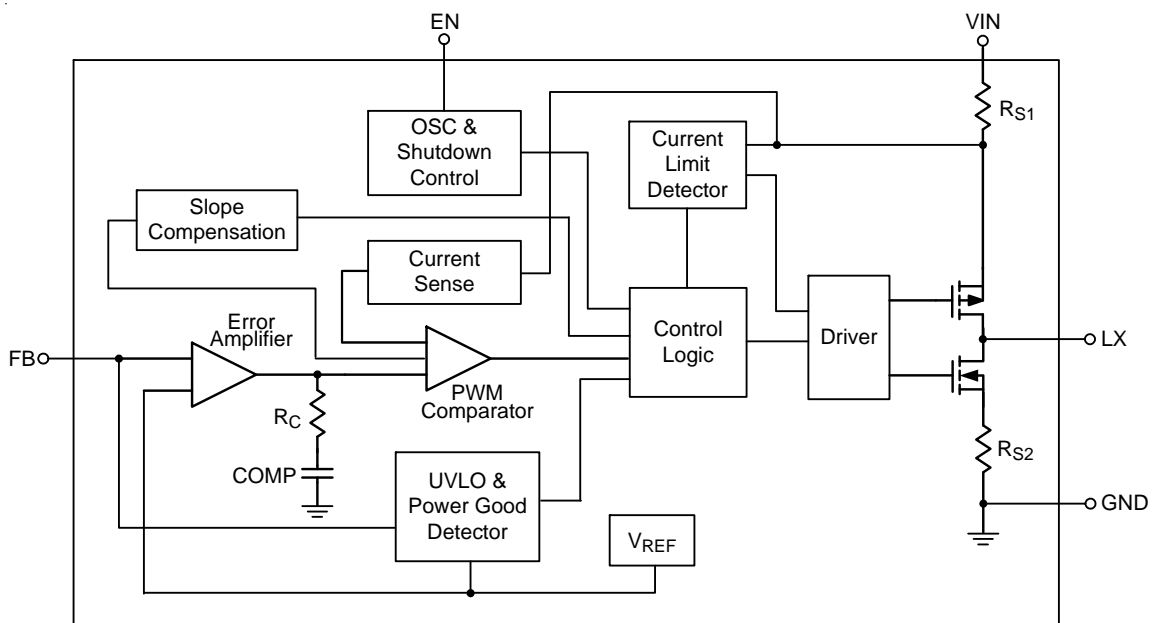 EN
VIN
OSC &
Shutdown
Control
Current
Limit
Detector
RS1
Slope
Compensation
Current
Sense
Error
Amplifier
FB
PWM
Comparator
Control
Logic
Driver
LX
RC
COMP
UVLO &
Power Good
Detector
VREF
RS2
GND